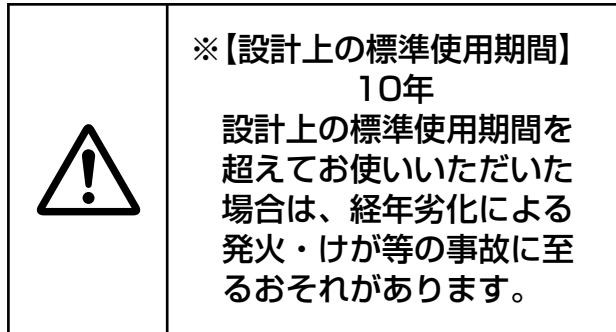 ※【設計上の標準使用期間】
10年
設計上の標準使用期間を
超えてお使いいただいた
場合は、経年劣化による
発火・けが等の事故に至
るおそれがあります。